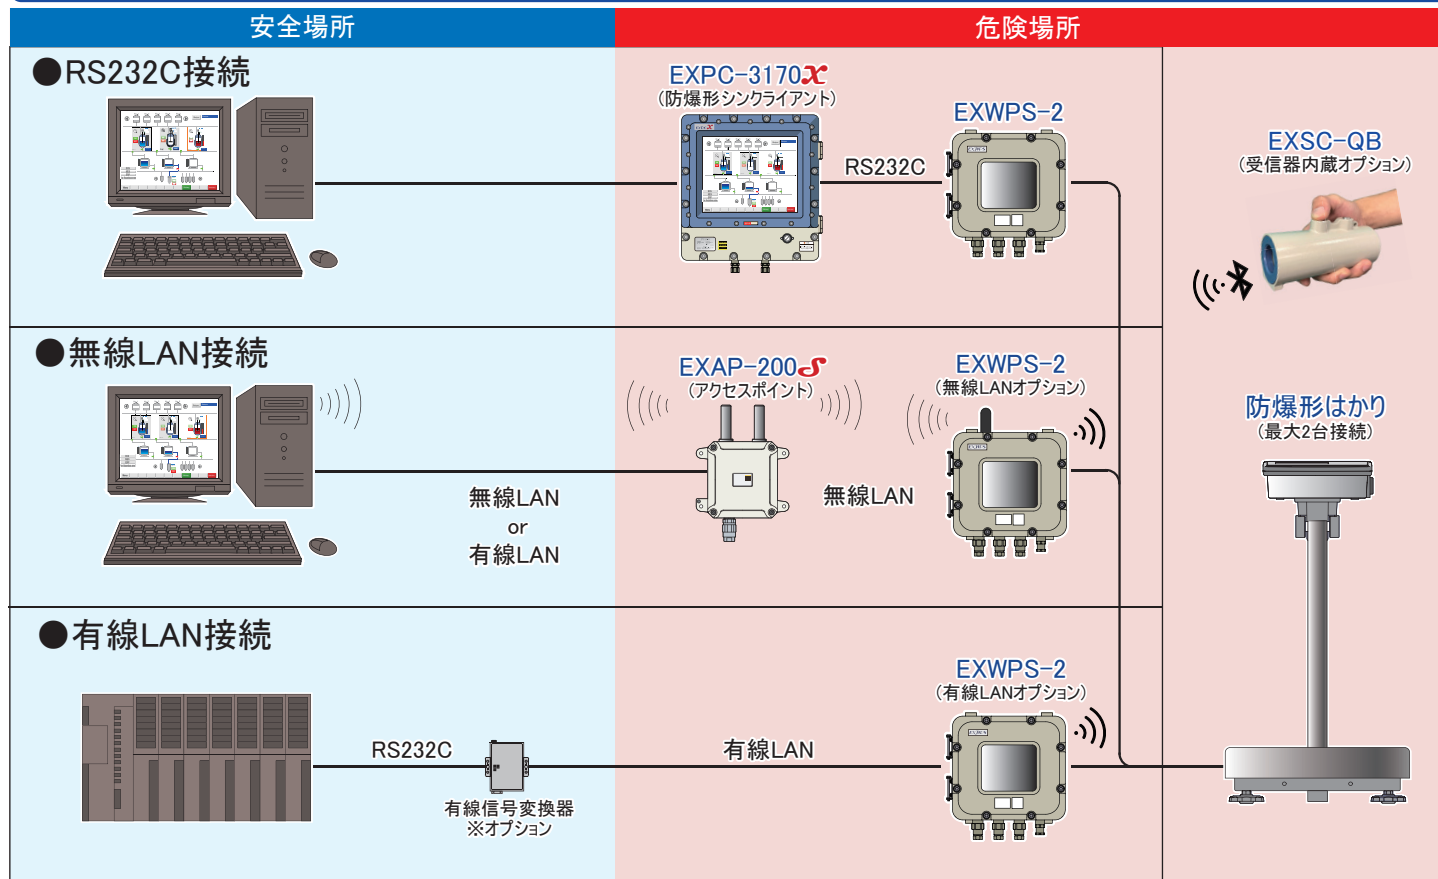 安全場所
危険場所
●RS232C接続
EXPC-3170X
(防爆形シンクライアント)
RS232C
EXWPS-2
EXSC-QB
(受信器内蔵オプション)
●無線LAN接続
無線LAN
or
有線LAN
EXAP-200S
(アクセスポイント)
無線LAN
EXWPS-2
(無線LANオプション)
防爆形はかり
(最大2台接続)
●有線LAN接続
RS232C
有線信号変換器
※オプション
有線LAN
EXWPS-2
(有線LANオプション)